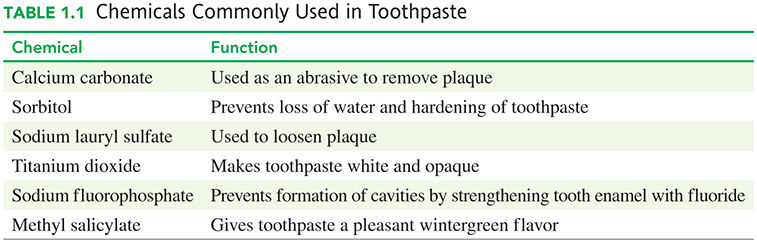 TABLE 1.1 Chemicals Commonly Used in Toothpaste
Chemical Function
Calcium carbonate Used as an abrasive to remove plaque
Sorbitol Prevents loss of water and hardening of toothpaste
Sodium lauryl sulfate Used to loosen plaque
Titanium dioxide Makes toothpaste white and opaque
Sodium fluorophosphate Prevents formation of cavities by strengthening tooth enamel with fluoride
Methyl salicylate Gives toothpaste a pleasant wintergreen flavor